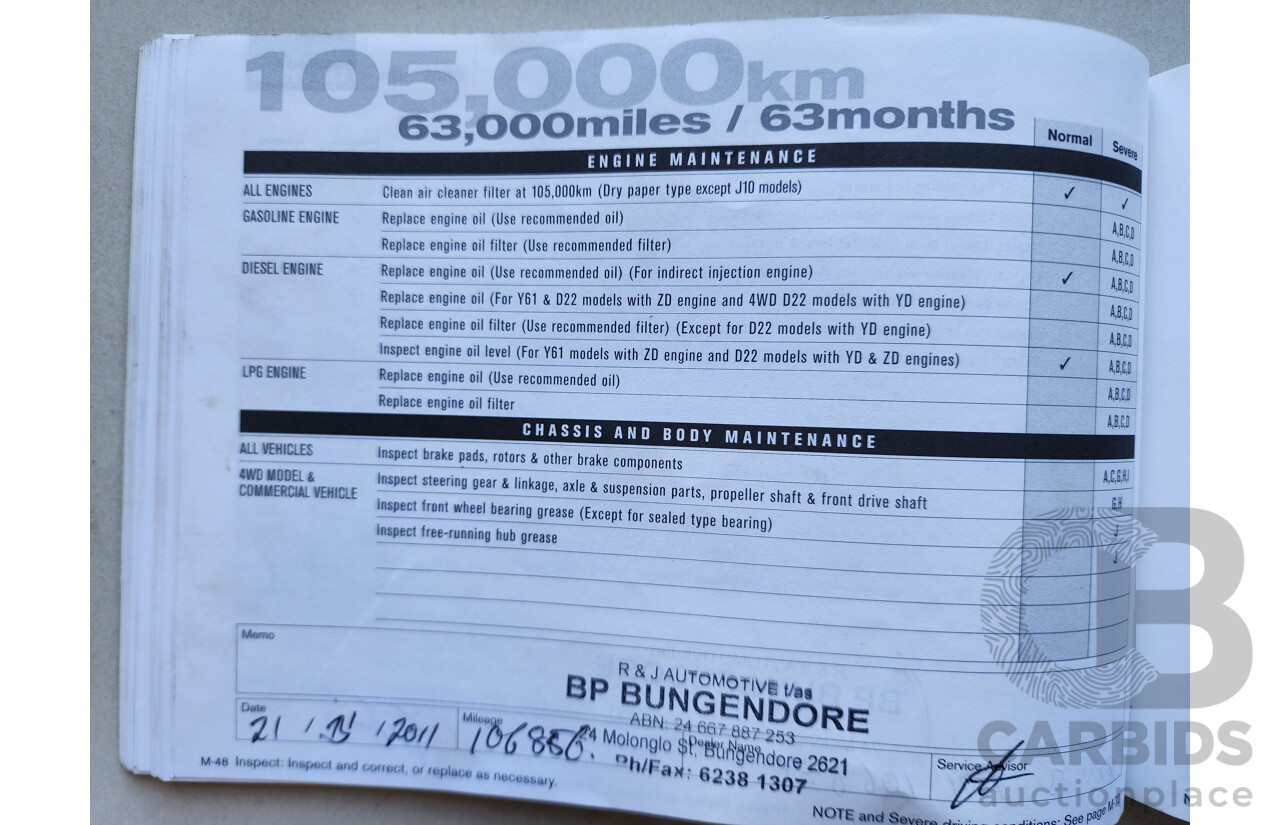 105,000km
63,000miles / 63months
Normal Severe
ENGINE MAINTENANCE
ALL ENGINES Clean air cleaner filter at 105,000km (Dry paper type except J10 models) ✓ ✓
GASOLINE ENGINE Replace engine oil (Use recommended oil) A,B,C,D
Replace engine oil filter (Use recommended filter) A,B,C,D
DIESEL ENGINE Replace engine oil (Use recommended oil) (For indirect injection engine) ✓ A,B,C,D
Replace engine oil (For Y61 & D22 models with ZD engine and 4WD D22 models with YD engine) A,B,C,D
Replace engine oil filter (Use recommended filter) (Except for D22 models with YD engine) A,B,C,D
Inspect engine oil level (For Y61 models with ZD engine and D22 models with YD & ZD engines) ✓ A,B,C,D
LPG ENGINE Replace engine oil (Use recommended oil) A,B,C,D
Replace engine oil filter A,B,C,D
CHASSIS AND BODY MAINTENANCE
ALL VEHICLES Inspect brake pads, rotors & other brake components A,C,G,H,I
4WD MODEL & Inspect steering gear & linkage, axle & suspension parts, propeller shaft & front drive shaft G,H
COMMERCIAL VEHICLE Inspect front wheel bearing grease (Except for sealed type bearing) J
Inspect free-running hub grease J
Memo
R & J AUTOMOTIVE t/as
BP BUNGENDORE
ABN: 24 667 887 253
Molonglo St, Bungendore 2621
Ph/Fax: 6238 1307
Date 21 / / 2011
Mileage 106886.
Dealer Name
Service Advisor
M-48 Inspect: Inspect and correct, or replace as necessary.
NOTE and Severe driving conditions: See page M-
CARBIDS
auctionplace